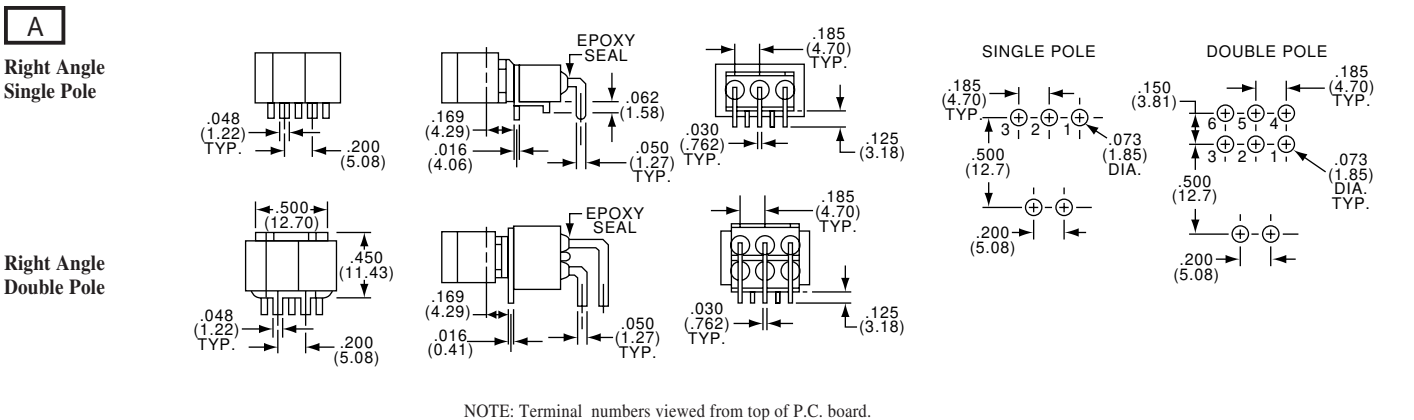 A
Right Angle
Single Pole
.048
(1.22)
TYP.
.200
(5.08)
EPOXY
SEAL
.169
(4.29)
.016
(4.06)
.062
(1.58)
.050
(1.27)
TYP.
.185
(4.70)
TYP.
.030
(.762)
TYP.
.125
(3.18)
SINGLE POLE
.185
(4.70)
TYP.
3 2 1
.073
(1.85)
DIA.
.500
(12.7)
.200
(5.08)
DOUBLE POLE
.150
(3.81)
.185
(4.70)
TYP.
6 5 4
3 2 1
.073
(1.85)
DIA.
TYP.
.500
(12.7)
.200
(5.08)
Right Angle
Double Pole
.500
(12.70)
.450
(11.43)
.048
(1.22)
TYP.
.200
(5.08)
EPOXY
SEAL
.169
(4.29)
.016
(0.41)
.050
(1.27)
TYP.
.185
(4.70)
TYP.
.030
(.762)
TYP.
.125
(3.18)
NOTE: Terminal numbers viewed from top of P.C. board.